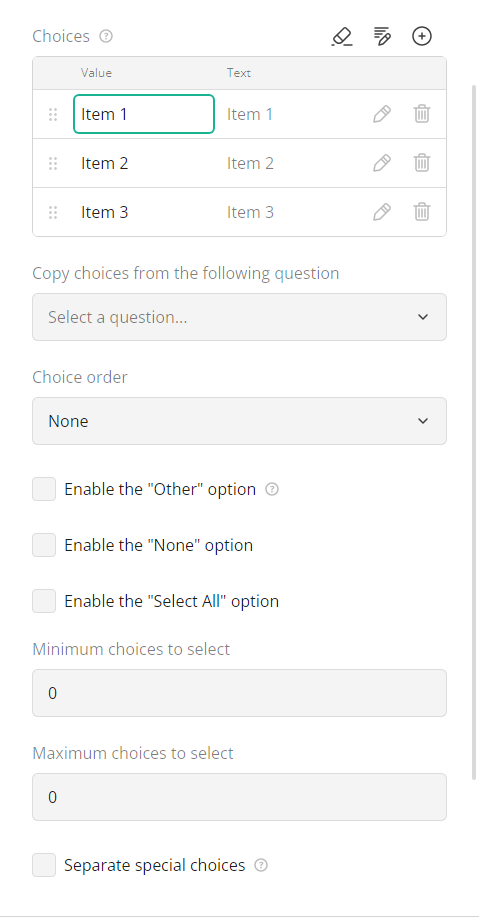 Choices
Value Text
Item 1 Item 1
Item 2 Item 2
Item 3 Item 3
Copy choices from the following question
Select a question...
Choice order
None
Enable the "Other" option
Enable the "None" option
Enable the "Select All" option
Minimum choices to select
0
Maximum choices to select
0
Separate special choices